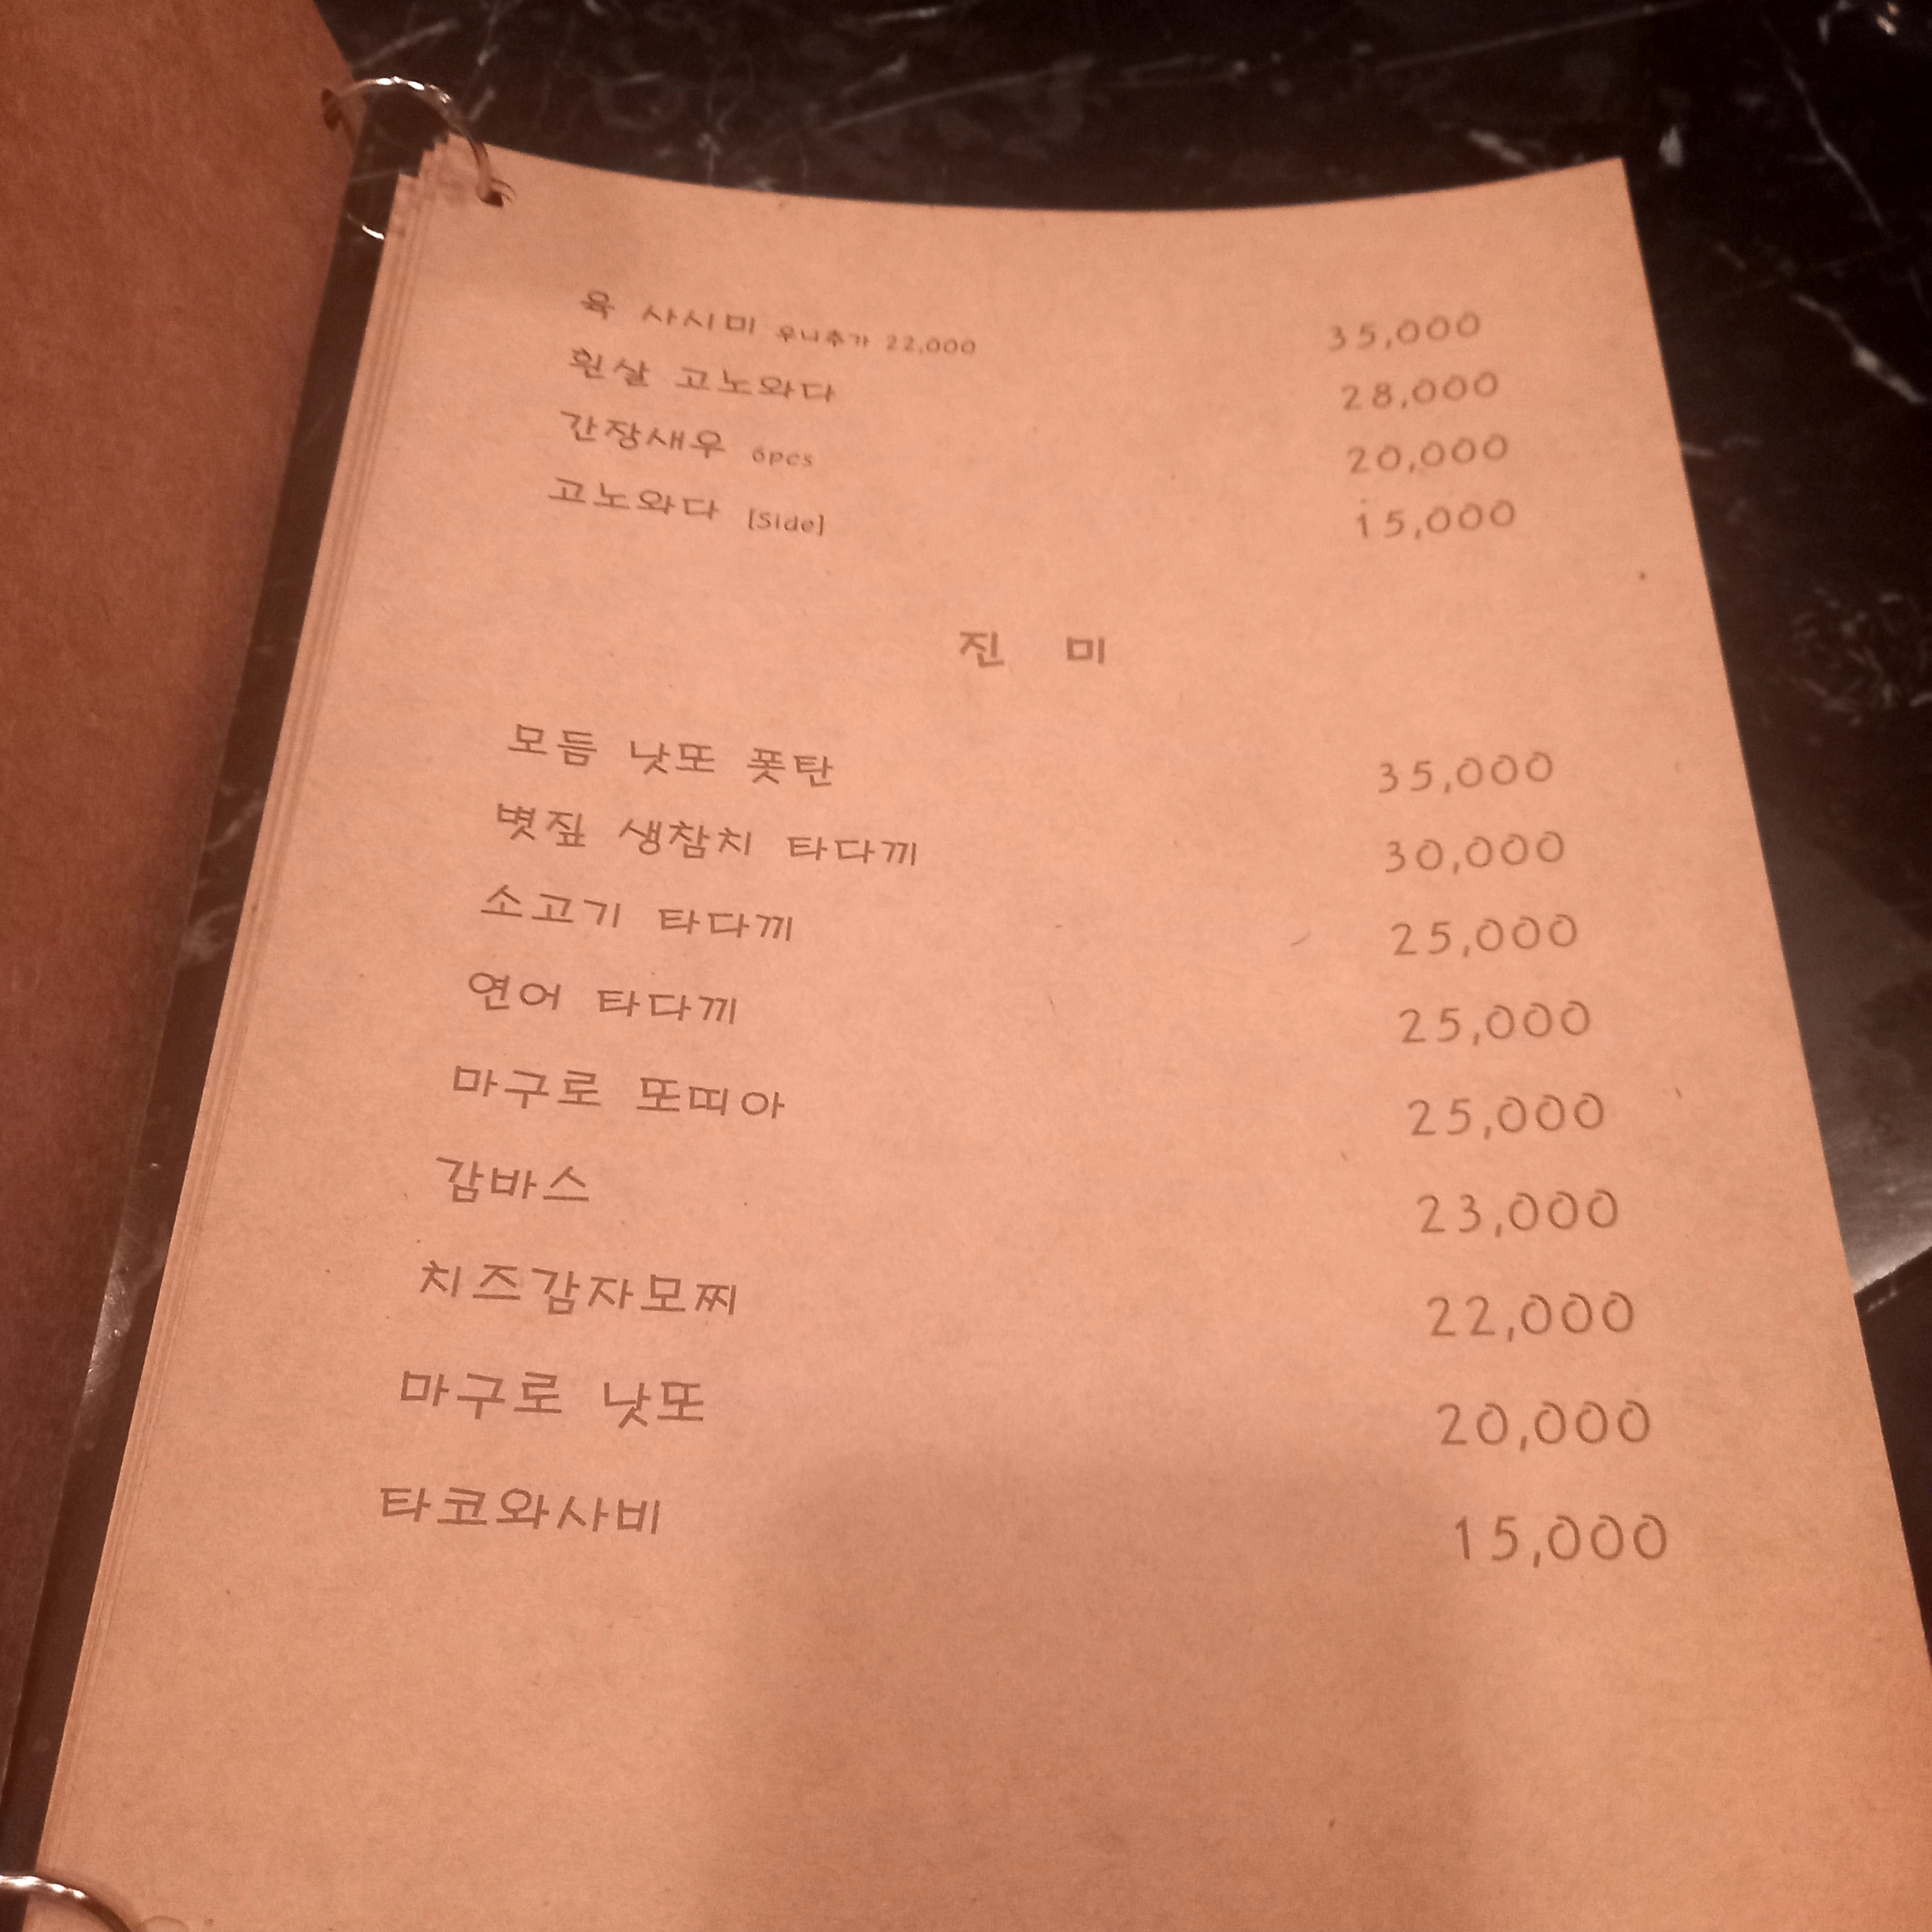 육 사시미 우니추가 22,000 35,000
흰살 고노와다 28,000
간장새우 6pcs 20,000
고노와다 [Side] 15,000
진 미
모듬 낫또 폿탄 35,000
볏짚 생참치 타다끼 30,000
소고기 타다끼 25,000
연어 타다끼 25,000
마구로 또띠아 25,000
감바스 23,000
치즈감자모찌 22,000
마구로 낫또 20,000
타코와사비 15,000